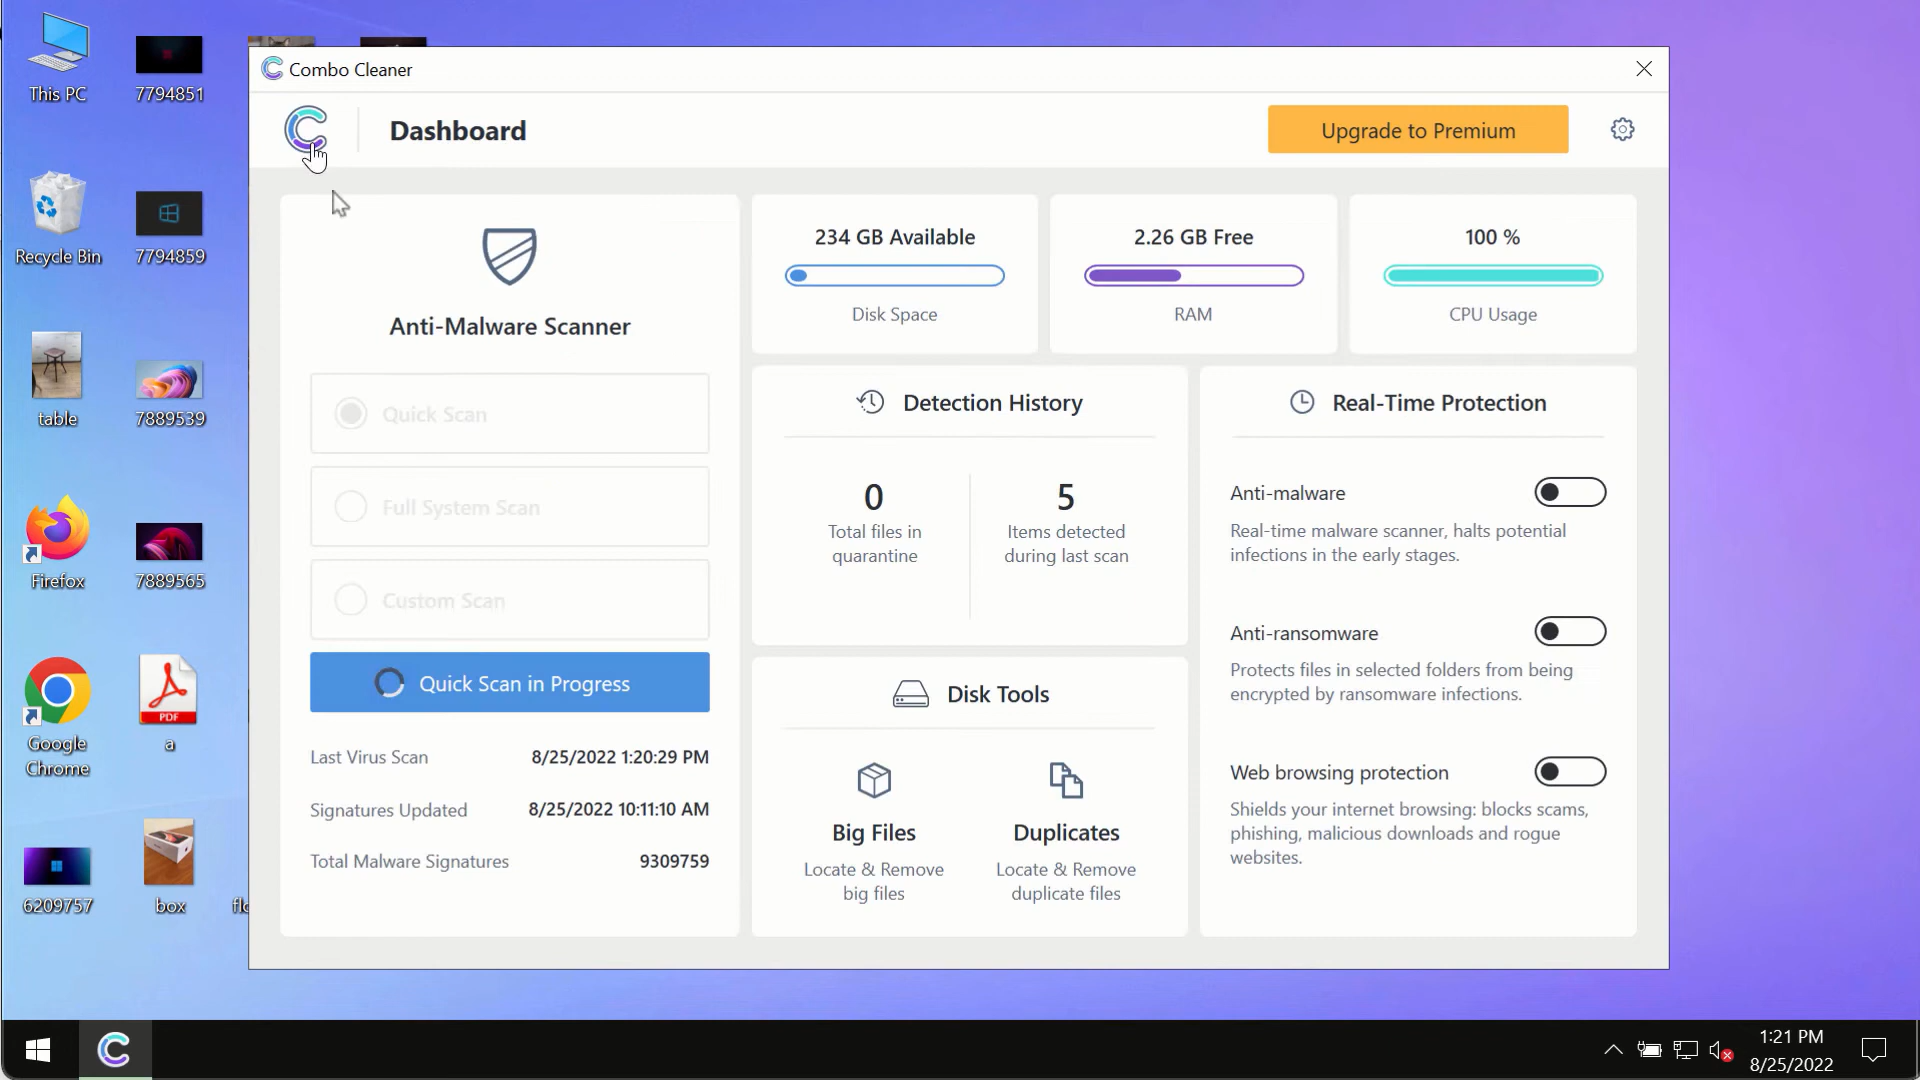 This PC
7794851
Recycle Bin
7794859
table
7889539
Firefox
7889565
Google
Chrome
PDF
a
6209757
box
Combo Cleaner
Dashboard
Upgrade to Premium
Anti-Malware Scanner
Quick Scan
Full System Scan
Custom Scan
Quick Scan in Progress
Last Virus Scan 8/25/2022 1:20:29 PM
Signatures Updated 8/25/2022 10:11:10 AM
Total Malware Signatures 9309759
234 GB Available
Disk Space
2.26 GB Free
RAM
100 %
CPU Usage
Detection History
0
Total files in
quarantine
5
Items detected
during last scan
Disk Tools
Big Files
Locate & Remove
big files
Duplicates
Locate & Remove
duplicate files
Real-Time Protection
Anti-malware
Real-time malware scanner, halts potential
infections in the early stages.
Anti-ransomware
Protects files in selected folders from being
encrypted by ransomware infections.
Web browsing protection
Shields your internet browsing: blocks scams,
phishing, malicious downloads and rogue
websites.
1:21 PM
8/25/2022